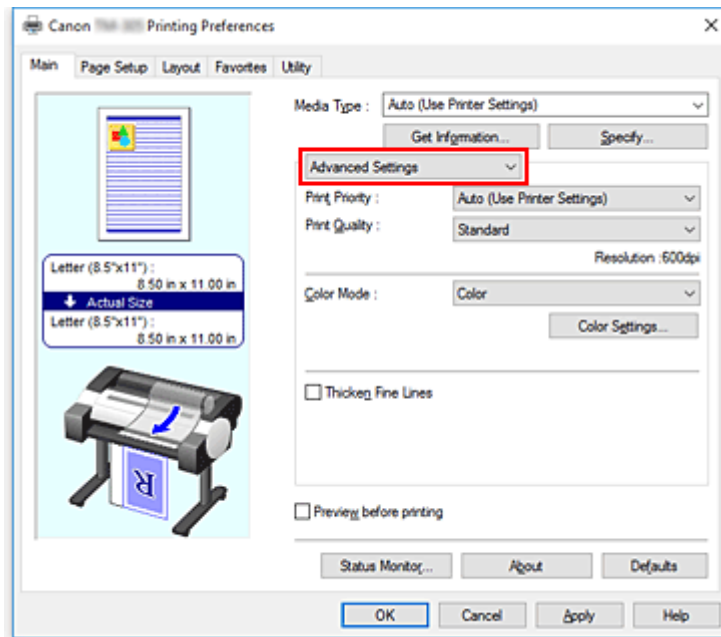 Canon Printing Preferences
Main Page Setup Layout Favorites Utility
Media Type : Auto (Use Printer Settings)
Get Information... Specify...
Advanced Settings
Print Priority : Auto (Use Printer Settings)
Print Quality : Standard
Resolution :600dpi
Letter (8.5"x11") :
8.50 in x 11.00 in
Actual Size
Letter (8.5"x11") :
8.50 in x 11.00 in
Color Mode : Color
Color Settings...
Thicken Fine Lines
R
Preview before printing
Status Monitor... About Defaults
OK Cancel Apply Help